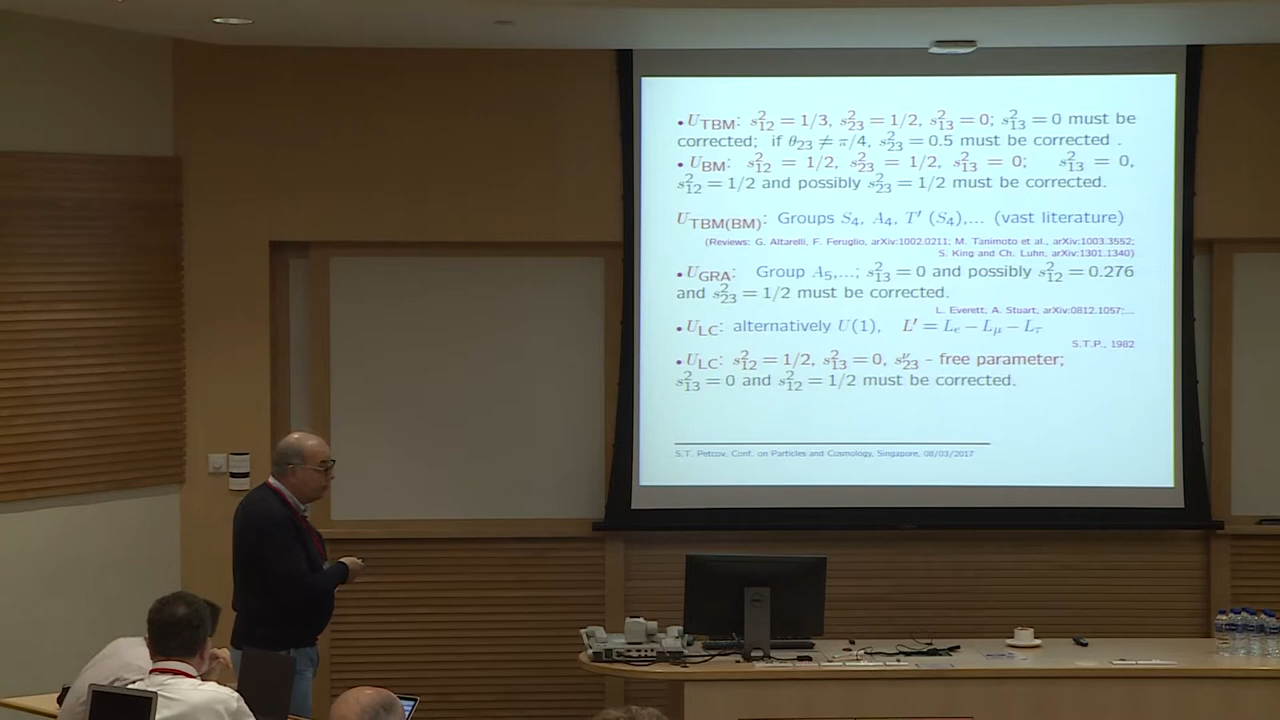 • U_TBM: s²₁₂ = 1/3, s²₂₃ = 1/2, s²₁₃ = 0; s²₁₃ = 0 must be
corrected; if θ₂₃ ≠ π/4, s²₂₃ = 0.5 must be corrected .
• U_BM: s²₁₂ = 1/2, s²₂₃ = 1/2, s²₁₃ = 0; s²₁₃ = 0,
s²₁₂ = 1/2 and possibly s²₂₃ = 1/2 must be corrected.
U_TBM(BM): Groups S₄, A₄, T′ (S₄),... (vast literature)
(Reviews: G. Altarelli, F. Feruglio, arXiv:1002.0211; M. Tanimoto et al., arXiv:1003.3552;
S. King and Ch. Luhn, arXiv:1301.1340)
• U_GRA: Group A₅,...; s²₁₃ = 0 and possibly s²₁₂ = 0.276
and s²₂₃ = 1/2 must be corrected.
L. Everett, A. Stuart, arXiv:0812.1057;...
• U_LC: alternatively U(1), L′ = L_e − L_μ − L_τ
S.T.P., 1982
• U_LC: s²₁₂ = 1/2, s²₁₃ = 0, s^ν₂₃ - free parameter;
s²₁₃ = 0 and s²₁₂ = 1/2 must be corrected.
S.T. Petcov, Conf. on Particles and Cosmology, Singapore, 08/03/2017